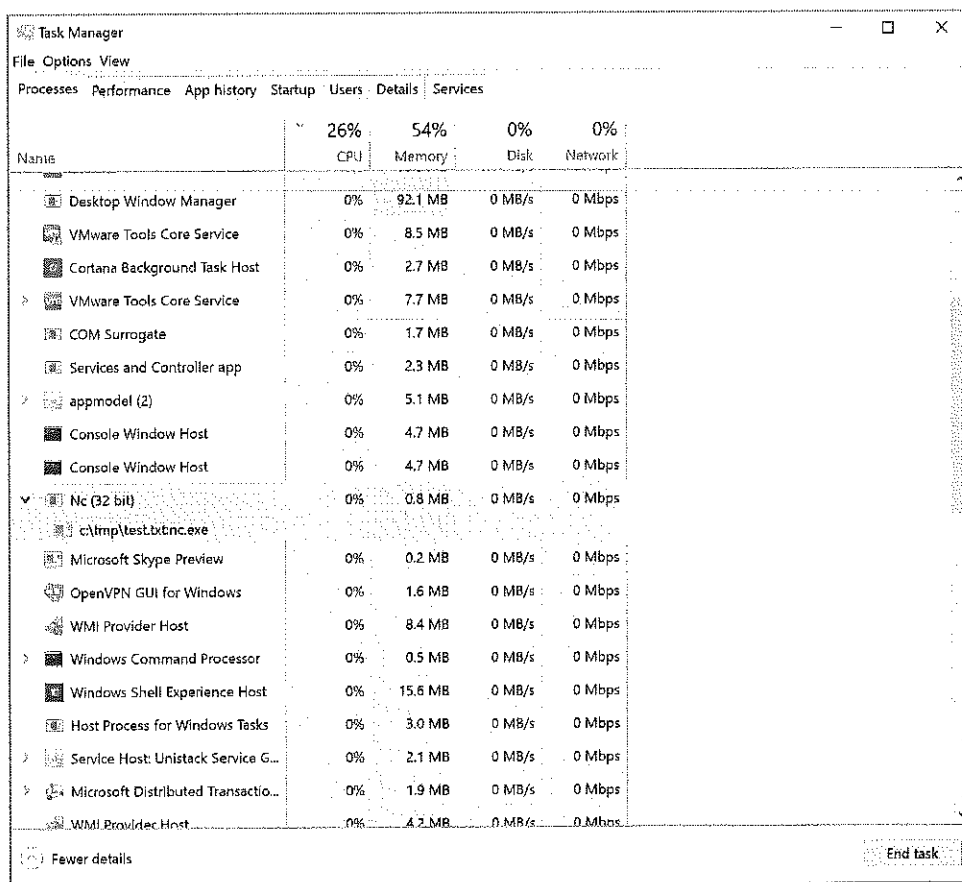 Task Manager
File Options View
Processes Performance App history Startup Users Details Services
26% 54% 0% 0%
Name CPU Memory Disk Network
Desktop Window Manager 0% 92.1 MB 0 MB/s 0 Mbps
VMware Tools Core Service 0% 8.5 MB 0 MB/s 0 Mbps
Cortana Background Task Host 0% 2.7 MB 0 MB/s 0 Mbps
VMware Tools Core Service 0% 7.7 MB 0 MB/s 0 Mbps
COM Surrogate 0% 1.7 MB 0 MB/s 0 Mbps
Services and Controller app 0% 2.3 MB 0 MB/s 0 Mbps
appmodel (2) 0% 5.1 MB 0 MB/s 0 Mbps
Console Window Host 0% 4.7 MB 0 MB/s 0 Mbps
Console Window Host 0% 4.7 MB 0 MB/s 0 Mbps
Nc (32 bit) 0% 0.8 MB 0 MB/s 0 Mbps
c:\tmp\test.txt:nc.exe
Microsoft Skype Preview 0% 0.2 MB 0 MB/s 0 Mbps
OpenVPN GUI for Windows 0% 1.6 MB 0 MB/s 0 Mbps
WMI Provider Host 0% 8.4 MB 0 MB/s 0 Mbps
Windows Command Processor 0% 0.5 MB 0 MB/s 0 Mbps
Windows Shell Experience Host 0% 15.6 MB 0 MB/s 0 Mbps
Host Process for Windows Tasks 0% 3.0 MB 0 MB/s 0 Mbps
Service Host: Unistack Service G... 0% 2.1 MB 0 MB/s 0 Mbps
Microsoft Distributed Transactio... 0% 1.9 MB 0 MB/s 0 Mbps
WMI Provider Host 0% 4.2 MB 0 MB/s 0 Mbps
Fewer details End task